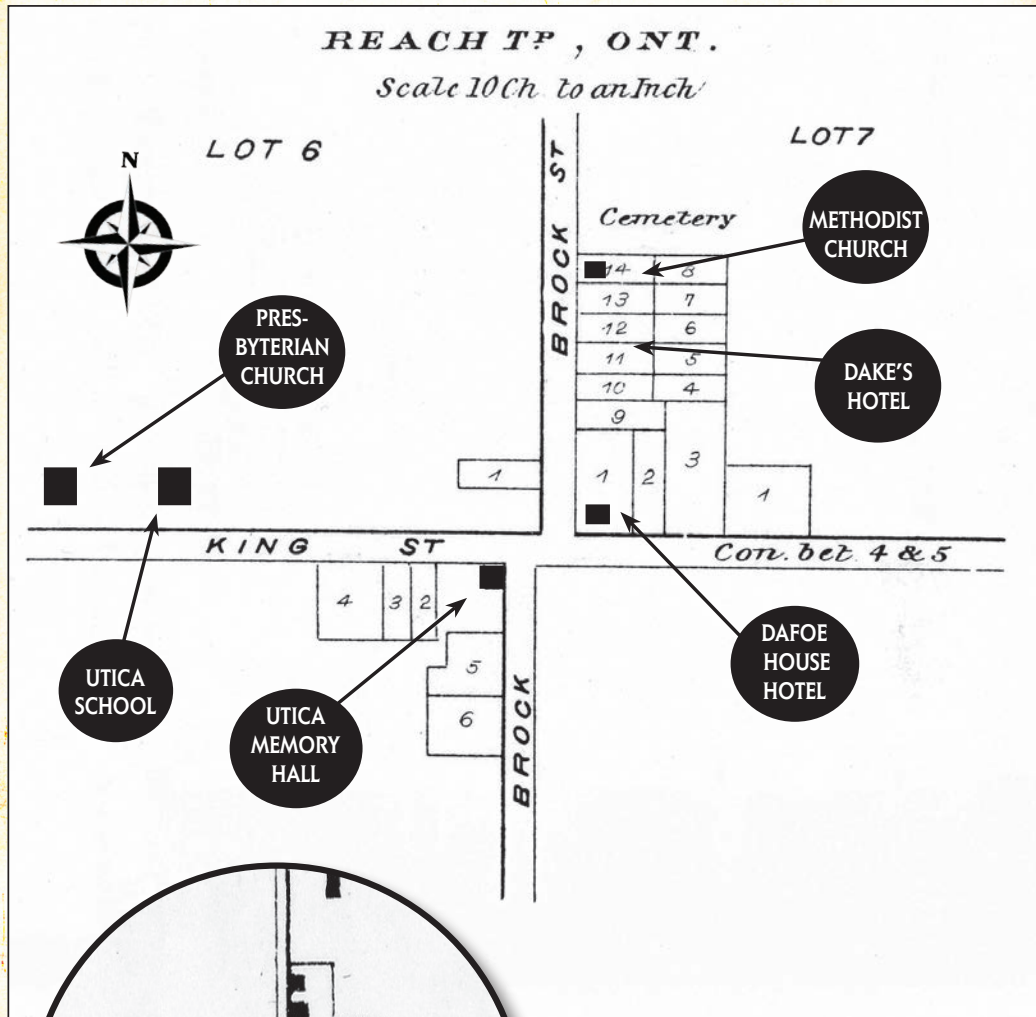 REACH TP, ONT.
Scale 10 Ch to an Inch
LOT 6
LOT 7
N
BROCK ST
Cemetery
METHODIST
CHURCH
14 8
13 7
12 6
11 5
10 4
9
1 2 3
1
DAKE'S
HOTEL
PRES-
BYTERIAN
CHURCH
1
KING ST
Con. bet. 4 & 5
4 3 2
5
6
BROCK
UTICA
SCHOOL
UTICA
MEMORY
HALL
DAFOE
HOUSE
HOTEL